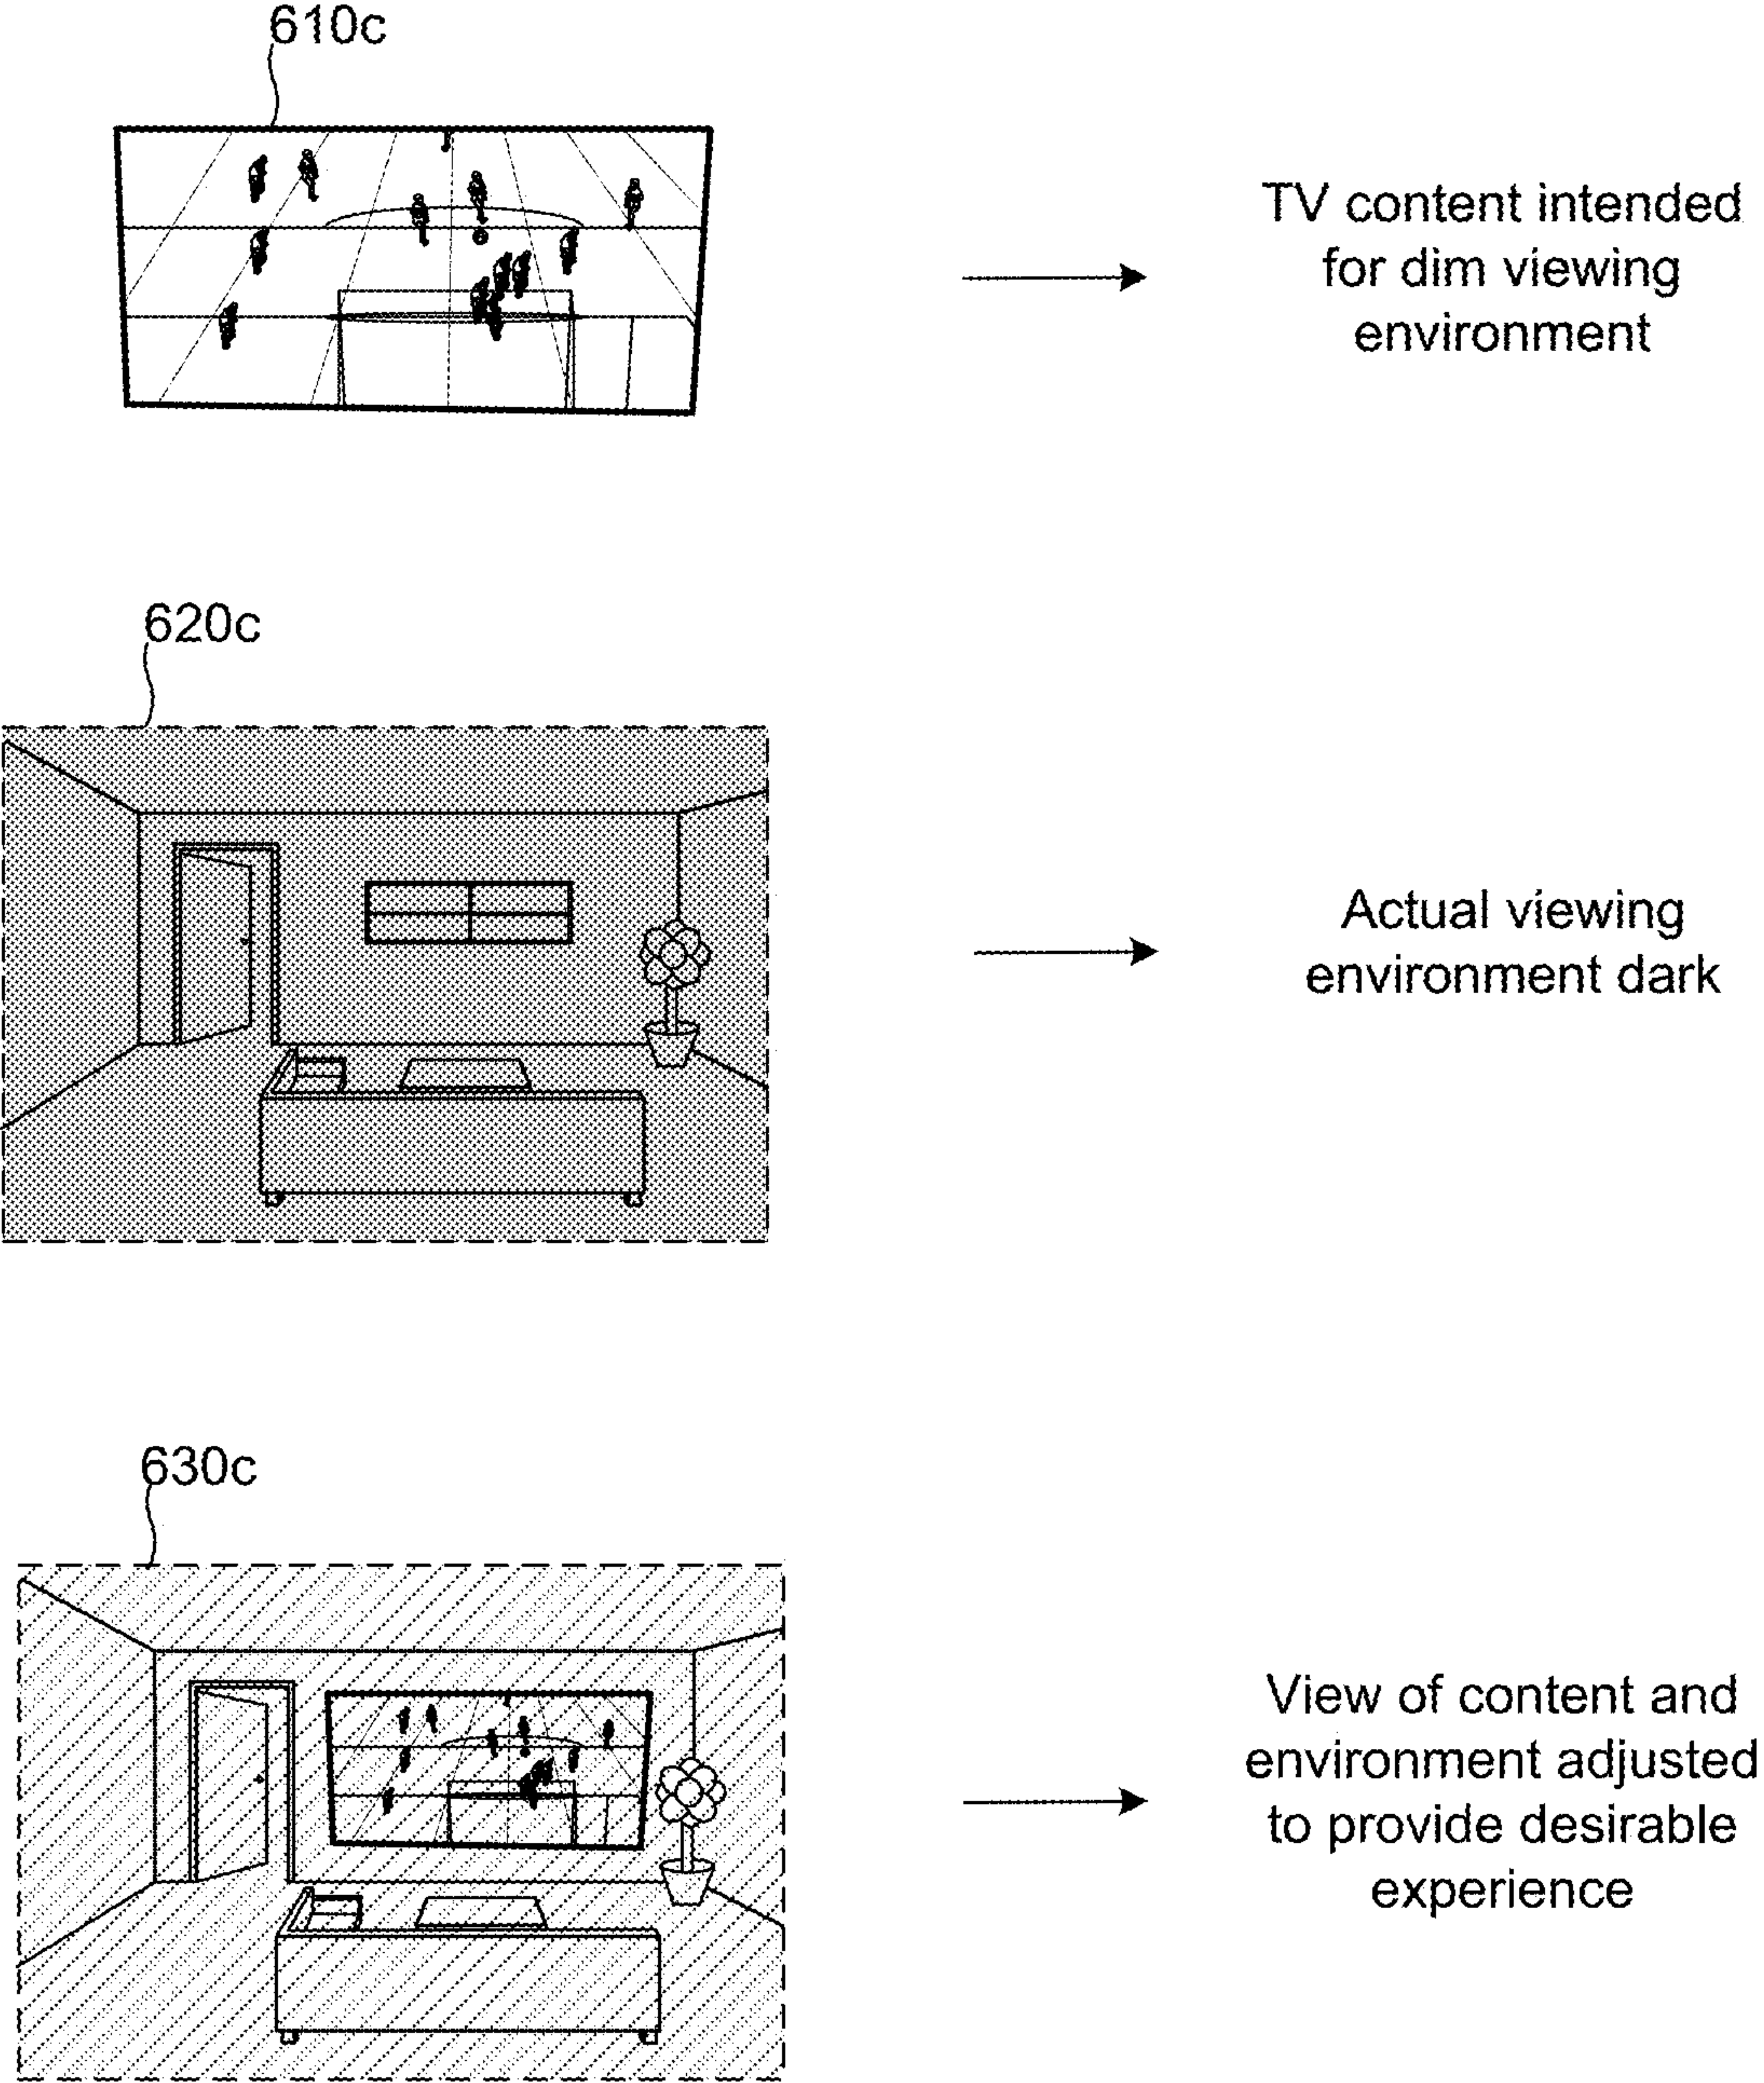 610c
TV content intended
for dim viewing
environment
620c
Actual viewing
environment dark
630c
View of content and
environment adjusted
to provide desirable
experience